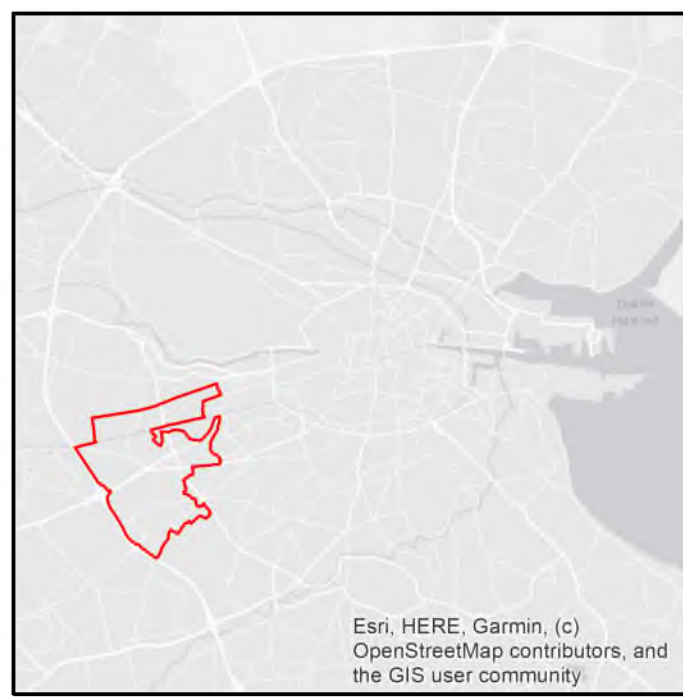 Esri, HERE, Garmin, (c)
OpenStreetMap contributors, and
the GIS user community